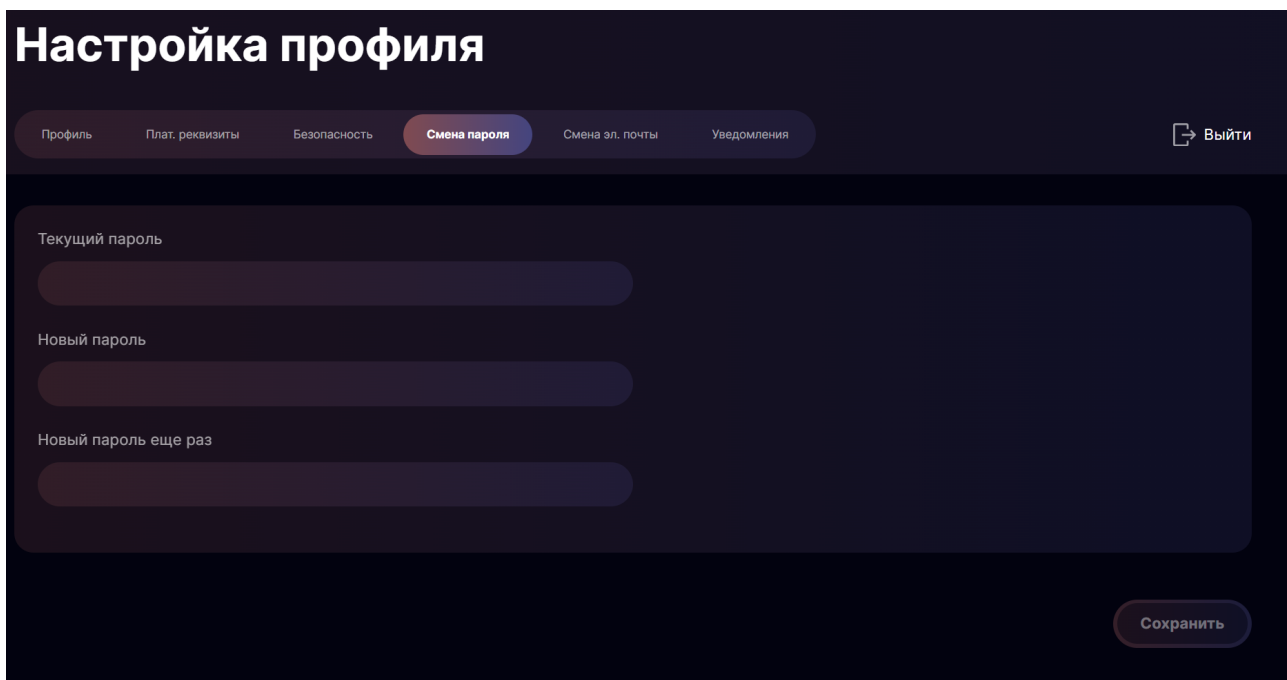 Настройка профиля
Профиль Плат. реквизиты Безопасность Смена пароля Смена эл. почты Уведомления Выйти
Текущий пароль
Новый пароль
Новый пароль еще раз
Сохранить